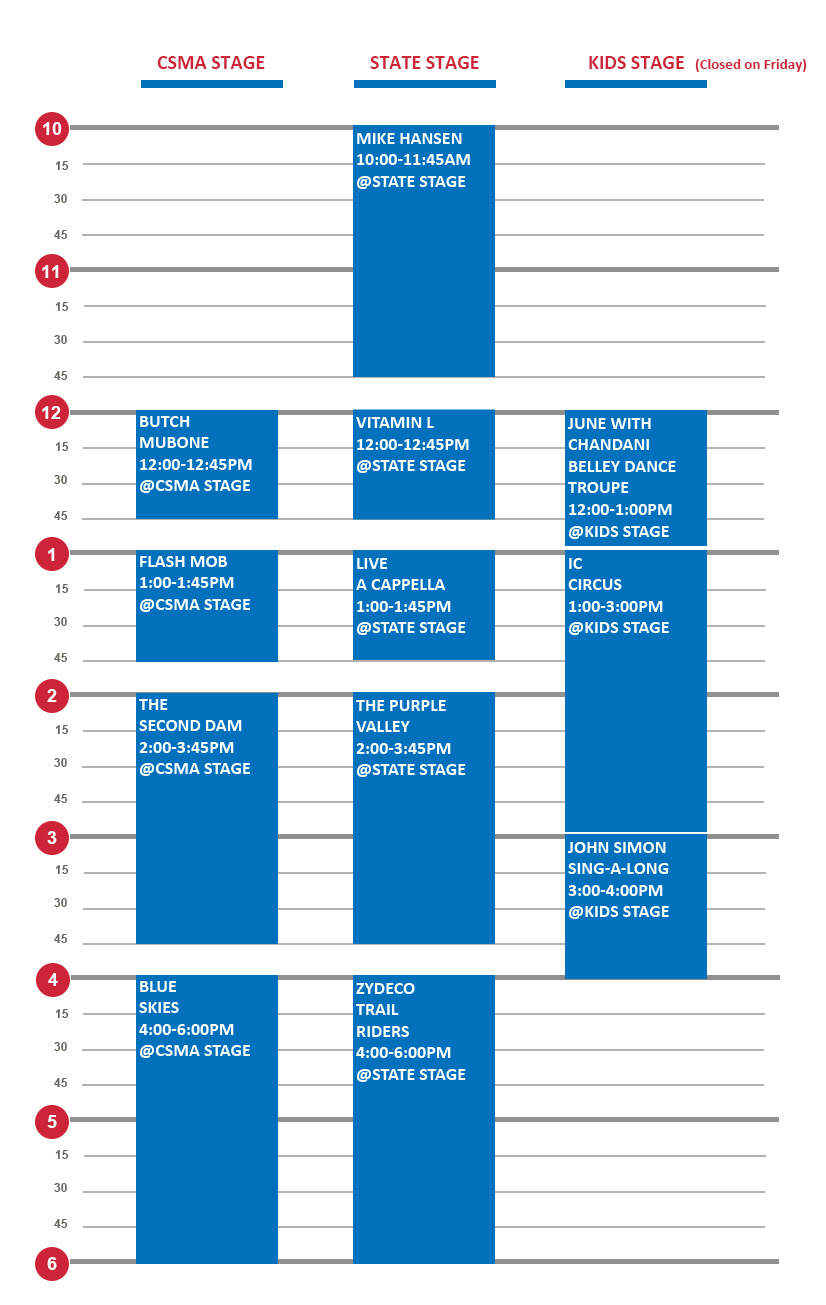 CSMA STAGE
STATE STAGE
KIDS STAGE (Closed on Friday)
10
MIKE HANSEN
10:00-11:45AM
@STATE STAGE
15
30
45
11
15
30
45
12
BUTCH
MUBONE
12:00-12:45PM
@CSMA STAGE
VITAMIN L
12:00-12:45PM
@STATE STAGE
JUNE WITH
CHANDANI
BELLEY DANCE
TROUPE
12:00-1:00PM
@KIDS STAGE
15
30
45
1
FLASH MOB
1:00-1:45PM
@CSMA STAGE
LIVE
A CAPPELLA
1:00-1:45PM
@STATE STAGE
IC
CIRCUS
1:00-3:00PM
@KIDS STAGE
15
30
45
2
THE
SECOND DAM
2:00-3:45PM
@CSMA STAGE
THE PURPLE
VALLEY
2:00-3:45PM
@STATE STAGE
15
30
45
3
JOHN SIMON
SING-A-LONG
3:00-4:00PM
@KIDS STAGE
15
30
45
4
BLUE
SKIES
4:00-6:00PM
@CSMA STAGE
ZYDECO
TRAIL
RIDERS
4:00-6:00PM
@STATE STAGE
15
30
45
5
15
30
45
6